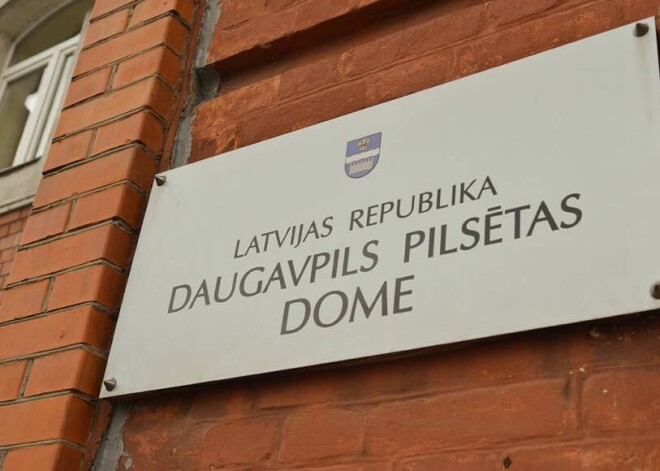 LATVIJAS REPUBLIKA
DAUGAVPILS PILSĒTAS
DOME